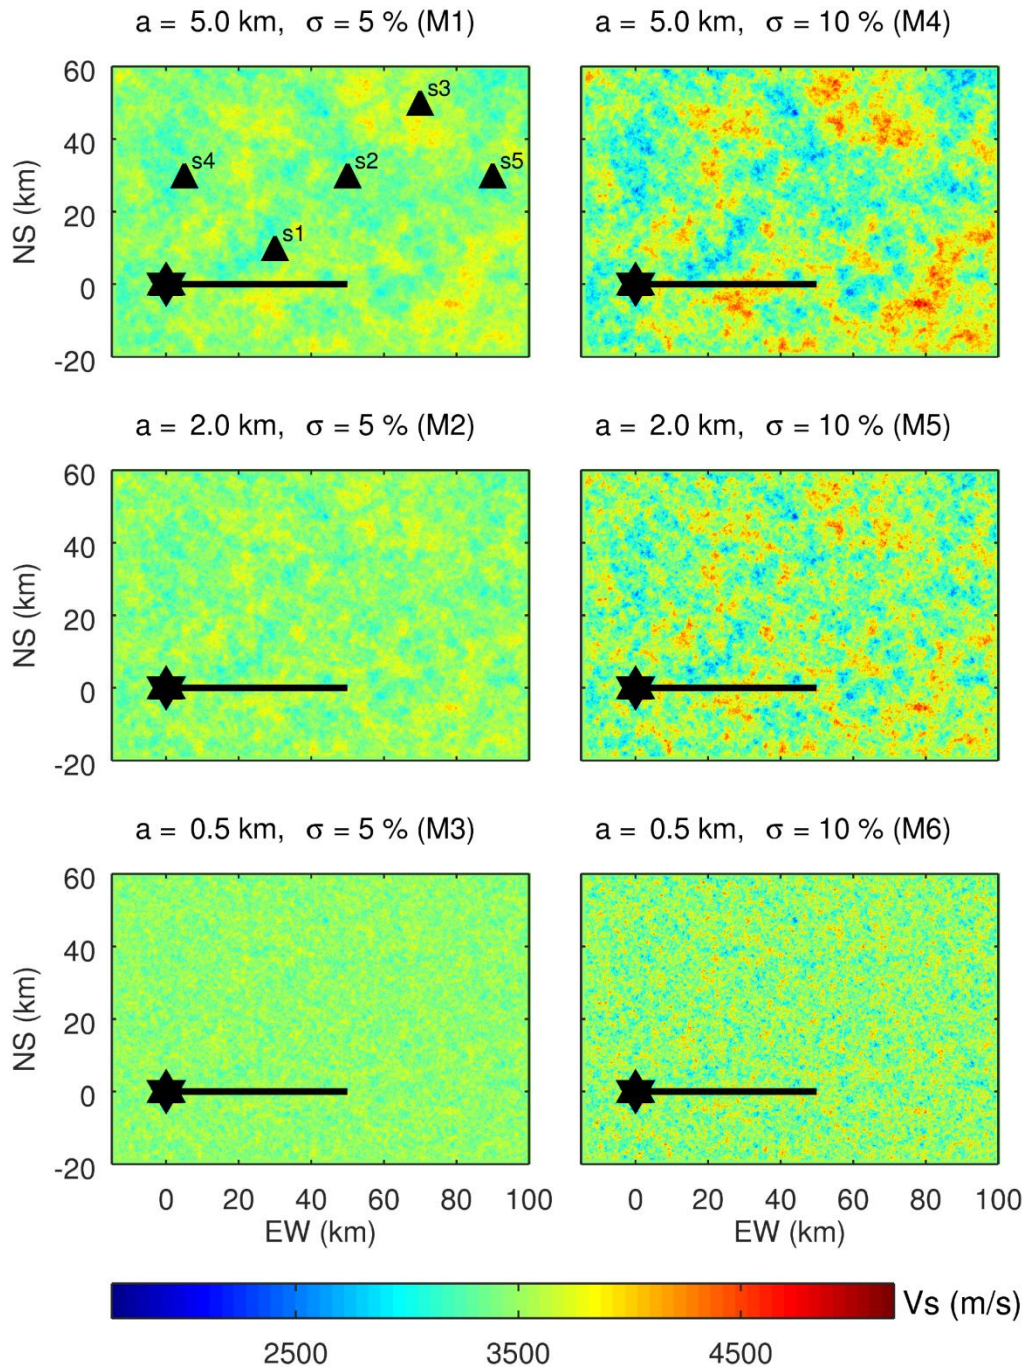 a = 5.0 km, σ = 5 % (M1)
a = 5.0 km, σ = 10 % (M4)
60
40
20
0
-20
NS (km)
s3
s4
s2
s5
s1
a = 2.0 km, σ = 5 % (M2)
a = 2.0 km, σ = 10 % (M5)
60
40
20
0
-20
NS (km)
a = 0.5 km, σ = 5 % (M3)
a = 0.5 km, σ = 10 % (M6)
60
40
20
0
-20
NS (km)
0 20 40 60 80 100
0 20 40 60 80 100
EW (km)
EW (km)
Vs (m/s)
2500 3500 4500